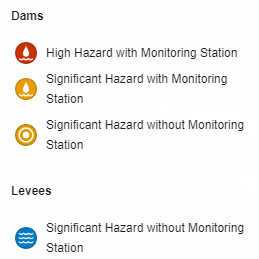 Dams
High Hazard with Monitoring Station
Significant Hazard with Monitoring
Station
Significant Hazard without Monitoring
Station
Levees
Significant Hazard without Monitoring
Station